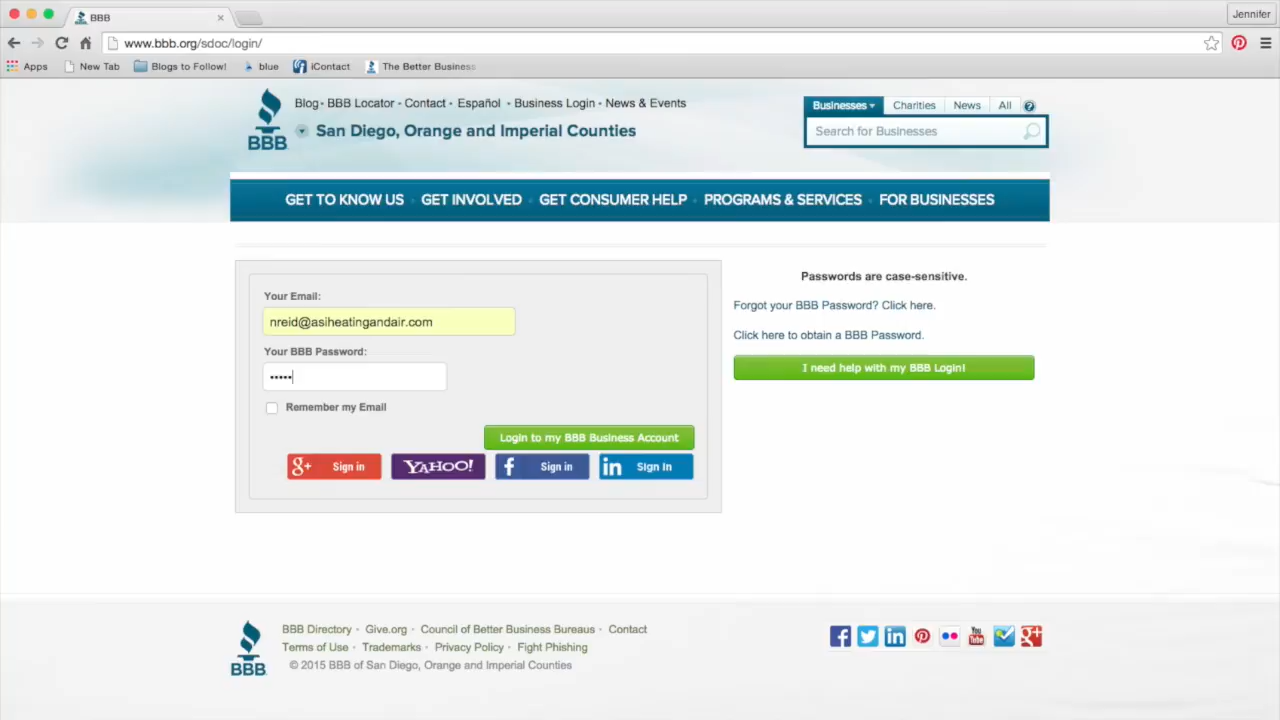 BBB
Jennifer
www.bbb.org/sdoc/login/
Apps New Tab Blogs to Follow! blue iContact The Better Business
Blog • BBB Locator • Contact • Español • Business Login • News & Events
Businesses Charities News All ?
BBB San Diego, Orange and Imperial Counties
Search for Businesses
GET TO KNOW US GET INVOLVED GET CONSUMER HELP PROGRAMS & SERVICES FOR BUSINESSES
Your Email:
nreid@asiheatingandair.com
Your BBB Password:
•••••
Remember my Email
Login to my BBB Business Account
g+ Sign in YAHOO! f Sign in in Sign In
Passwords are case-sensitive.
Forgot your BBB Password? Click here.
Click here to obtain a BBB Password.
I need help with my BBB Login!
BBB
BBB Directory • Give.org • Council of Better Business Bureaus • Contact
Terms of Use • Trademarks • Privacy Policy • Fight Phishing
© 2015 BBB of San Diego, Orange and Imperial Counties
f in You Tube g+